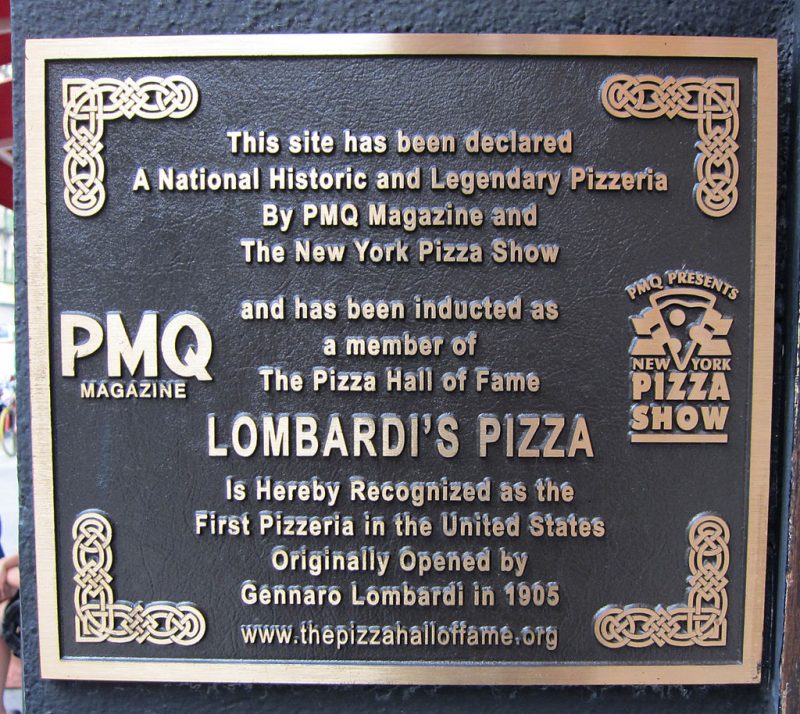 This site has been declared
A National Historic and Legendary Pizzeria
By PMQ Magazine and
The New York Pizza Show
and has been inducted as
a member of
The Pizza Hall of Fame
PMQ
MAGAZINE
PMQ PRESENTS
NEW YORK
PIZZA
SHOW
LOMBARDI'S PIZZA
Is Hereby Recognized as the
First Pizzeria in the United States
Originally Opened by
Gennaro Lombardi in 1905
www.thepizzahalloffame.org